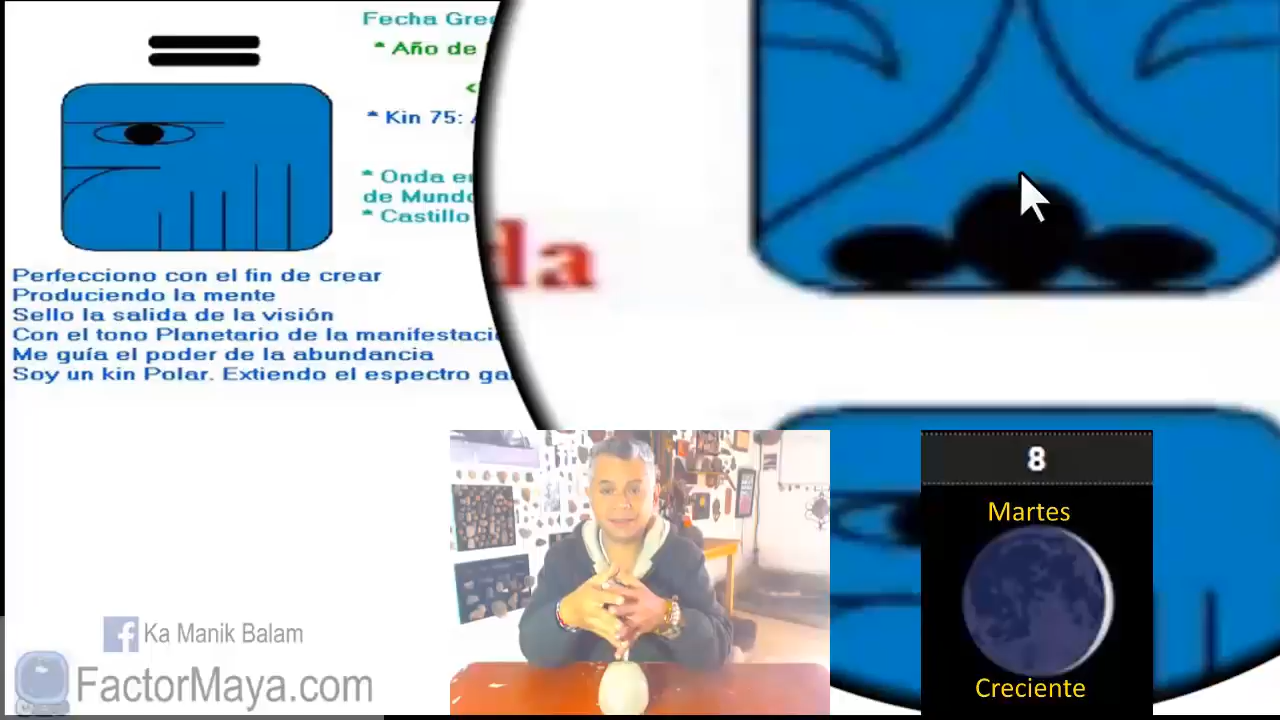 Fecha Gre
* Año de
<
* Kin 75:
* Onda e
de Mundo
* Castillo
da
Perfecciono con el fin de crear
Produciendo la mente
Sello la salida de la visión
Con el tono Planetario de la manifestaci
Me guía el poder de la abundancia
Soy un kin Polar. Extiendo el espectro ga
8
Martes
Creciente
Ka Manik Balam
FactorMaya.com